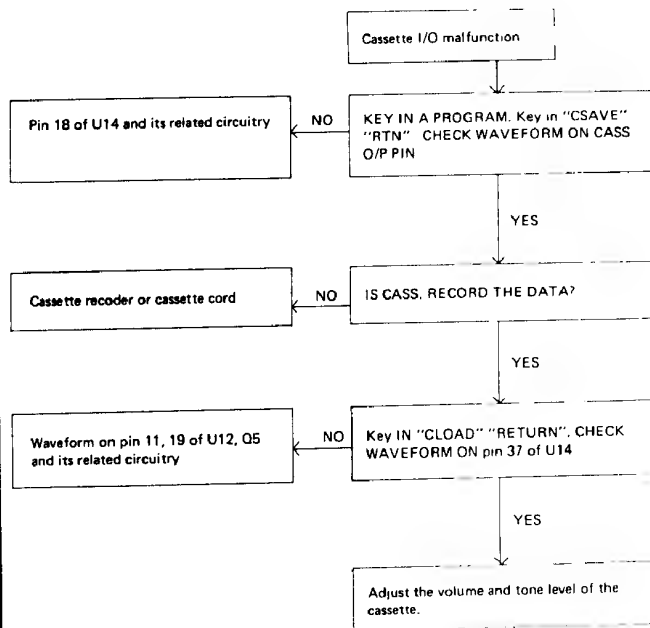 Cassette I/O malfunction
Pin 18 of U14 and its related circuitry
NO
KEY IN A PROGRAM. Key in "CSAVE"
"RTN" CHECK WAVEFORM ON CASS
O/P PIN
YES
Cassette recoder or cassette cord
NO
IS CASS. RECORD THE DATA?
YES
Waveform on pin 11, 19 of U12, Q5
and its related circuitry
NO
Key IN "CLOAD" "RETURN". CHECK
WAVEFORM ON pin 37 of U14
YES
Adjust the volume and tone level of the
cassette.